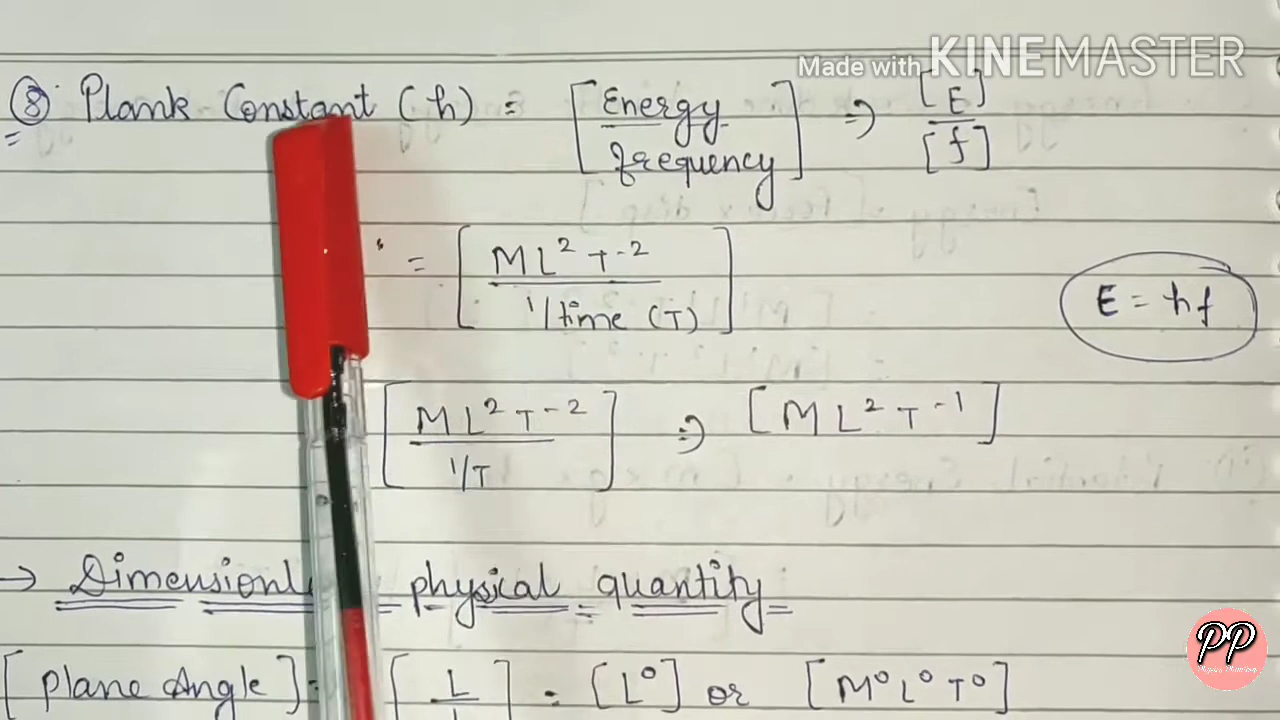 Made with KINEMASTER
⑧ Plank Constant (h) = [Energy / frequency] ⇒ [E] / [f]
= [ML² T⁻² / 1/time (T)]
E = hf
[ML² T⁻² / 1/T] ⇒ [ML² T⁻¹]
→ Dimensionl physical quantity =
[Plane Angle] = [L / L] = [L⁰] or [M⁰ L⁰ T⁰]
PP